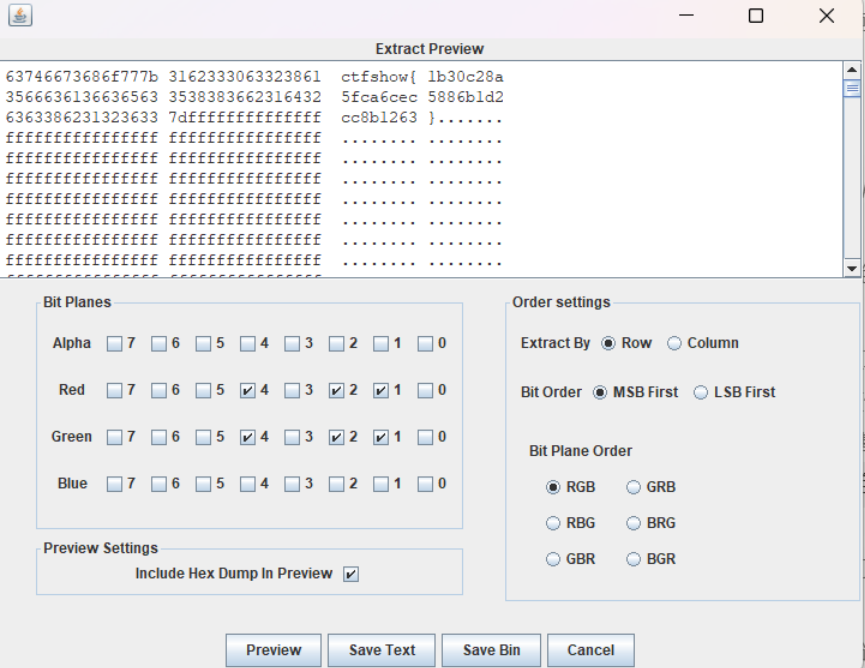 Extract Preview
63746673686f777b 3162333063323861 ctfshow{ 1b30c28a
3566636136636563 3538383662316432 5fca6cec 5886b1d2
6363386231323633 7dffffffffffffff cc8b1263 }.......
ffffffffffffffff ffffffffffffffff ........ ........
ffffffffffffffff ffffffffffffffff ........ ........
ffffffffffffffff ffffffffffffffff ........ ........
ffffffffffffffff ffffffffffffffff ........ ........
ffffffffffffffff ffffffffffffffff ........ ........
ffffffffffffffff ffffffffffffffff ........ ........
ffffffffffffffff ffffffffffffffff ........ ........
Bit Planes
Alpha 7 6 5 4 3 2 1 0
Red 7 6 5 4 3 2 1 0
Green 7 6 5 4 3 2 1 0
Blue 7 6 5 4 3 2 1 0
Preview Settings
Include Hex Dump In Preview
Order settings
Extract By Row Column
Bit Order MSB First LSB First
Bit Plane Order
RGB GRB
RBG BRG
GBR BGR
Preview Save Text Save Bin Cancel